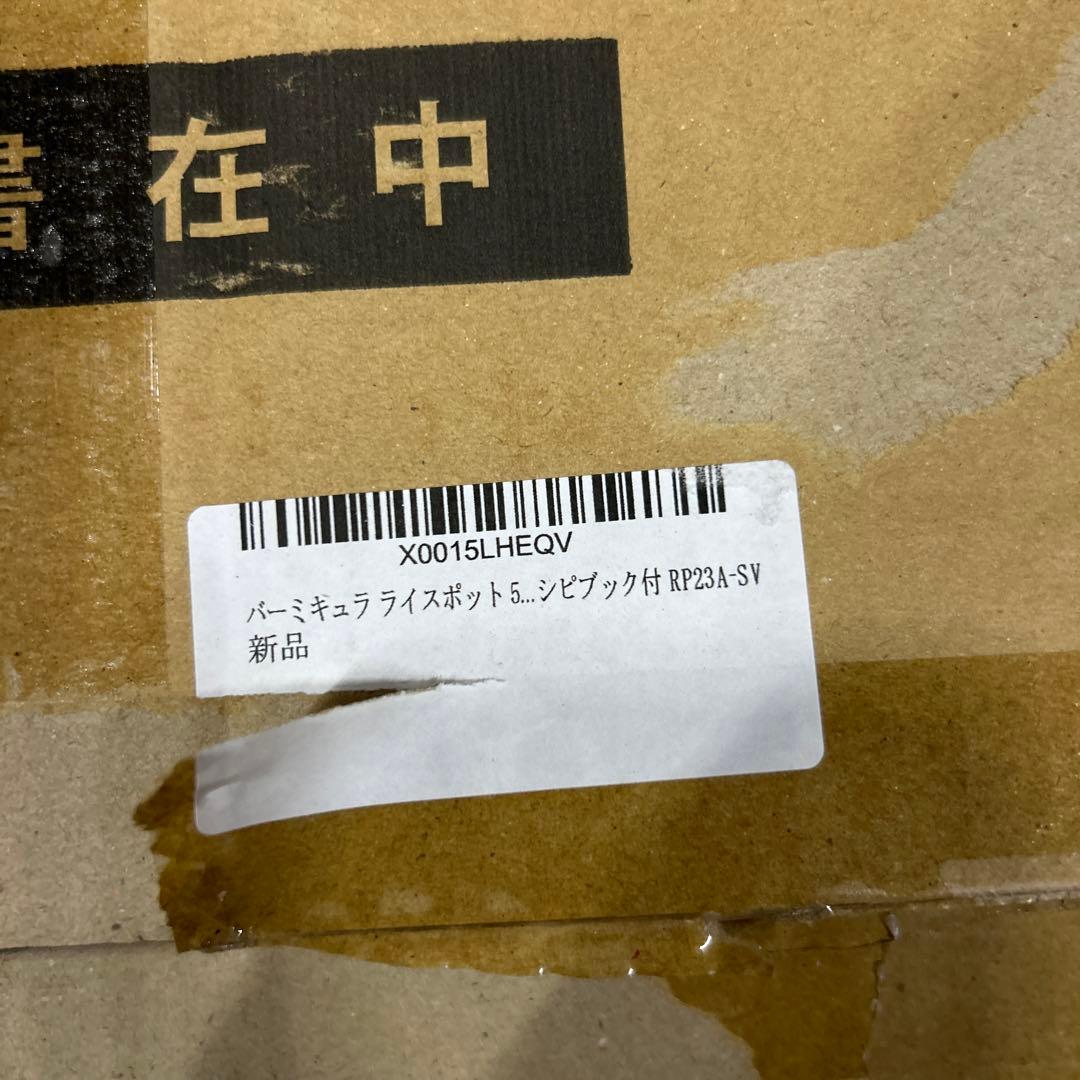 書在中
X0015LHEQV
バーミキュラ ライスポット 5...シピブック付 RP23A-SV
新品